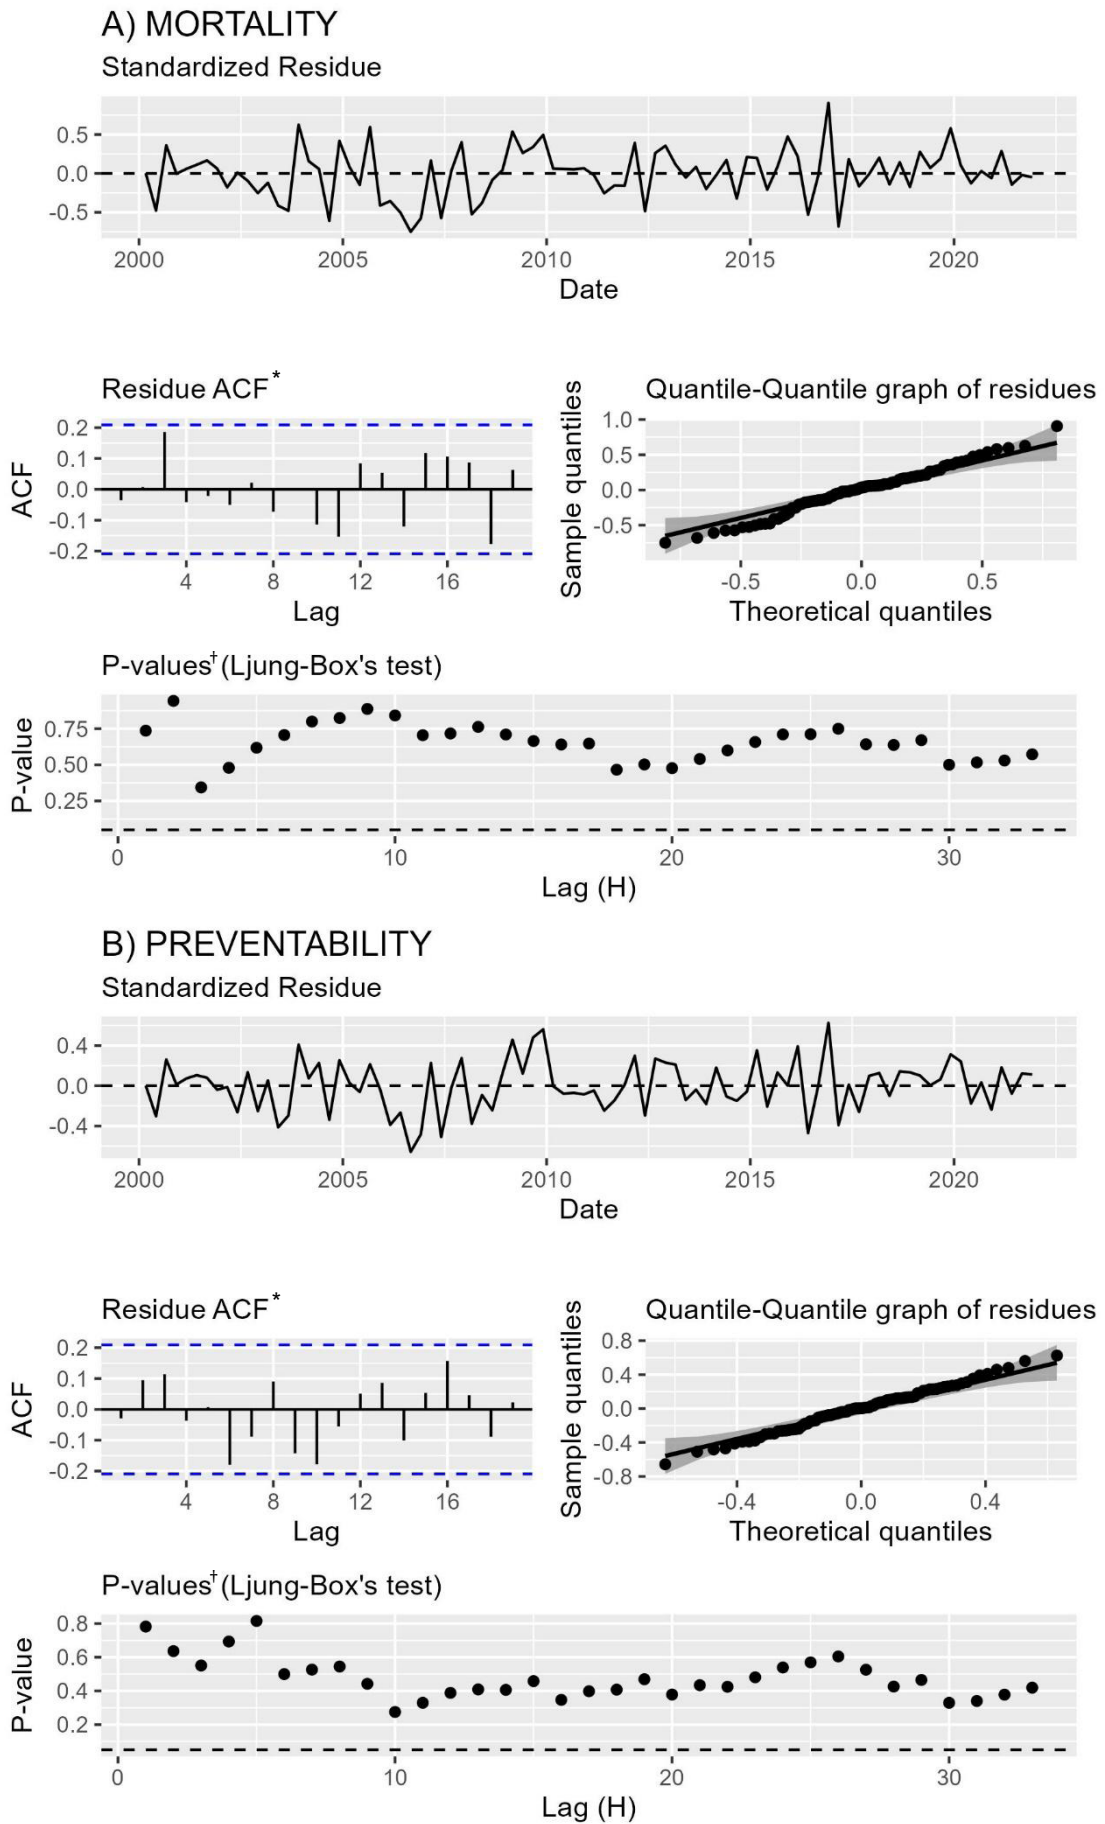 A) MORTALITY
Standardized Residue
0.5
0.0
-0.5
2000 2005 2010 2015 2020
Date
Residue ACF*
ACF
0.2
0.1
0.0
-0.1
-0.2
4 8 12 16
Lag
Quantile-Quantile graph of residues
Sample quantiles
1.0
0.5
0.0
-0.5
-0.5 0.0 0.5
Theoretical quantiles
P-values† (Ljung-Box's test)
P-value
0.75
0.50
0.25
0 10 20 30
Lag (H)
B) PREVENTABILITY
Standardized Residue
0.4
0.0
-0.4
2000 2005 2010 2015 2020
Date
Residue ACF*
ACF
0.2
0.1
0.0
-0.1
-0.2
4 8 12 16
Lag
Quantile-Quantile graph of residues
Sample quantiles
0.8
0.4
0.0
-0.4
-0.8
-0.4 0.0 0.4
Theoretical quantiles
P-values† (Ljung-Box's test)
P-value
0.8
0.6
0.4
0.2
0 10 20 30
Lag (H)